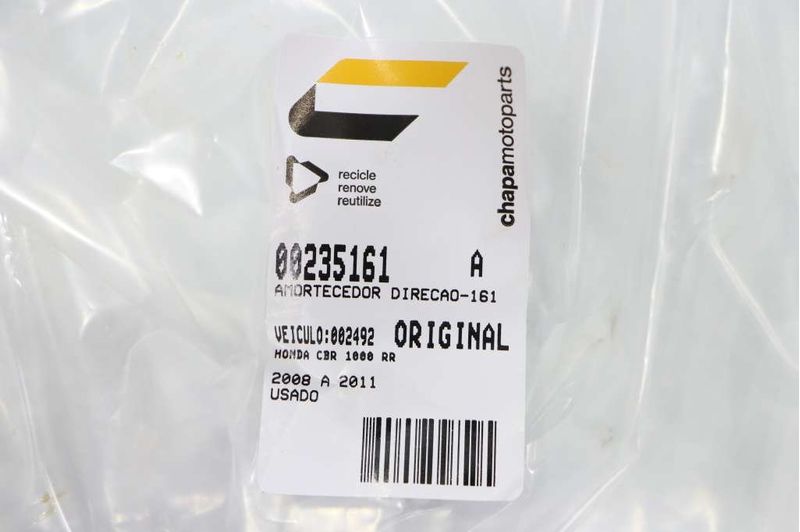 chapamotoparts
recicle
renove
reutilize
00235161 A
AMORTECEDOR DIRECAO-161
VEICULO:002492 ORIGINAL
HONDA CBR 1000 RR
2008 A 2011
USADO